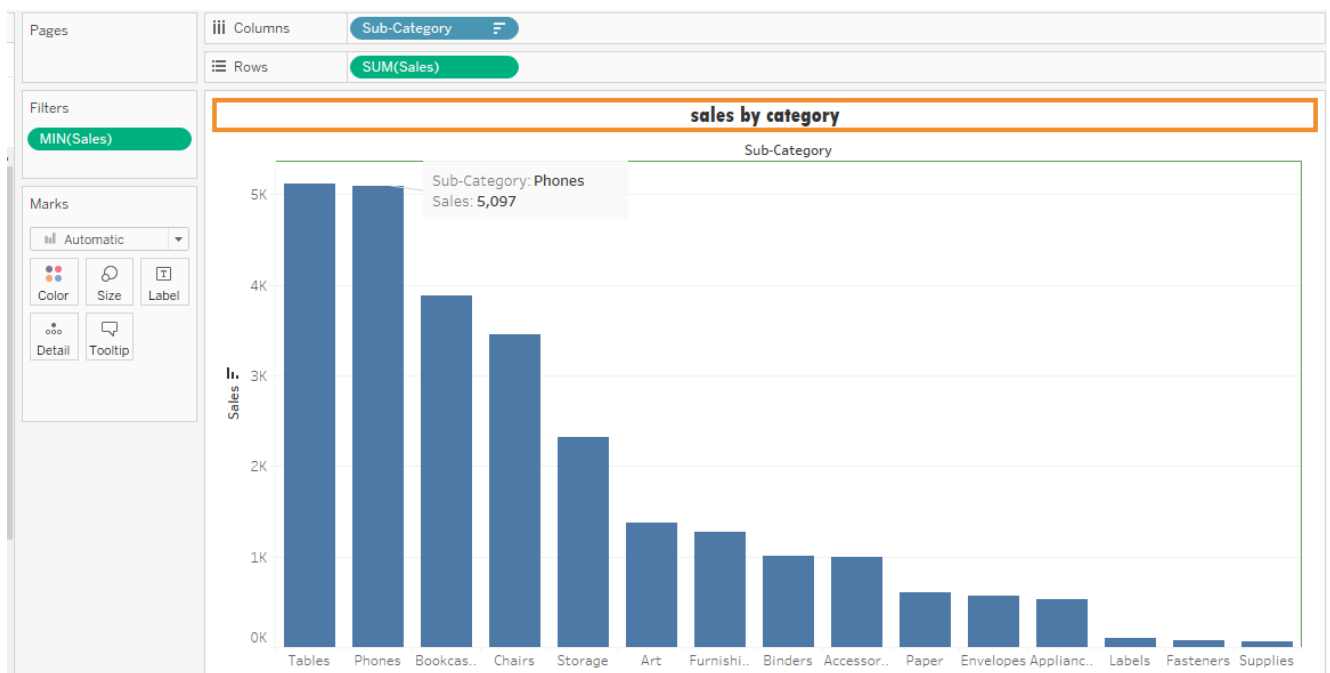 Pages
Columns
Sub-Category
Rows
SUM(Sales)
Filters
MIN(Sales)
Marks
Automatic
Color
Size
T
Label
Detail
Tooltip
sales by category
Sub-Category
Sub-Category: Phones
Sales: 5,097
5K
4K
3K
2K
1K
0K
Sales
Tables Phones Bookcas.. Chairs Storage Art Furnishi.. Binders Accessor.. Paper Envelopes Applianc.. Labels Fasteners Supplies